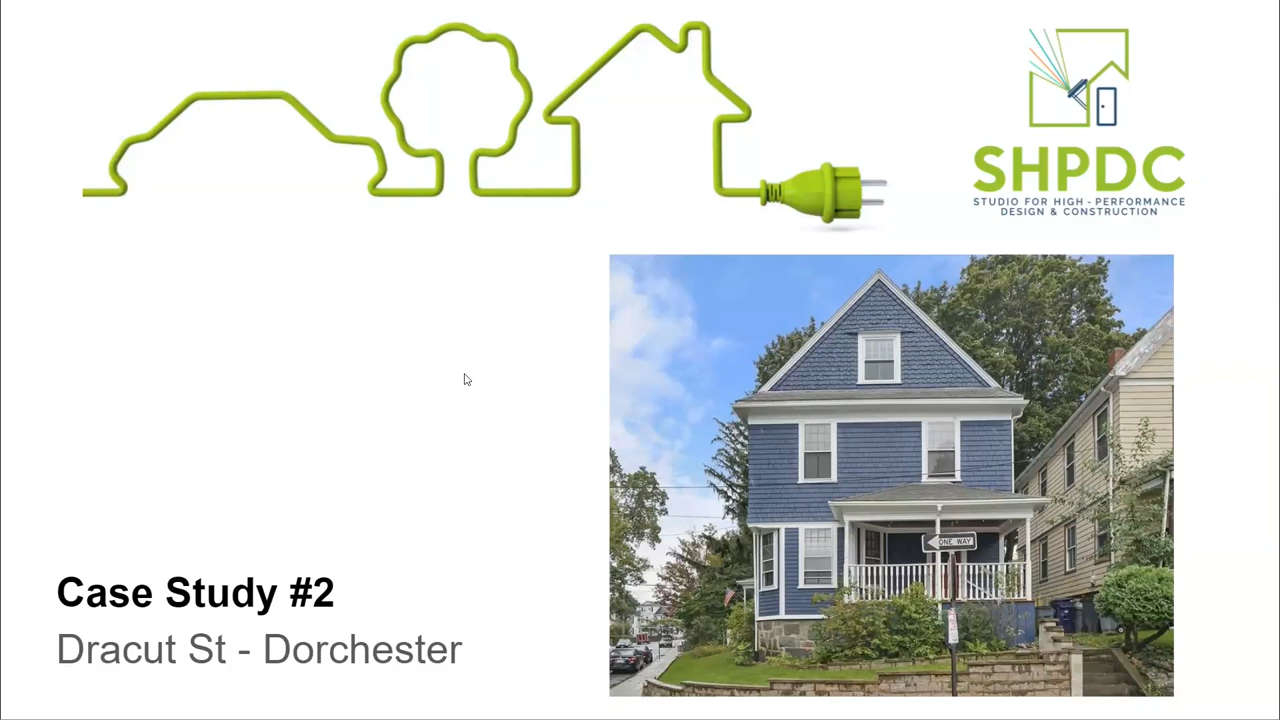 SHPDC
STUDIO FOR HIGH - PERFORMANCE
DESIGN & CONSTRUCTION
ONE WAY
Case Study #2
Dracut St - Dorchester